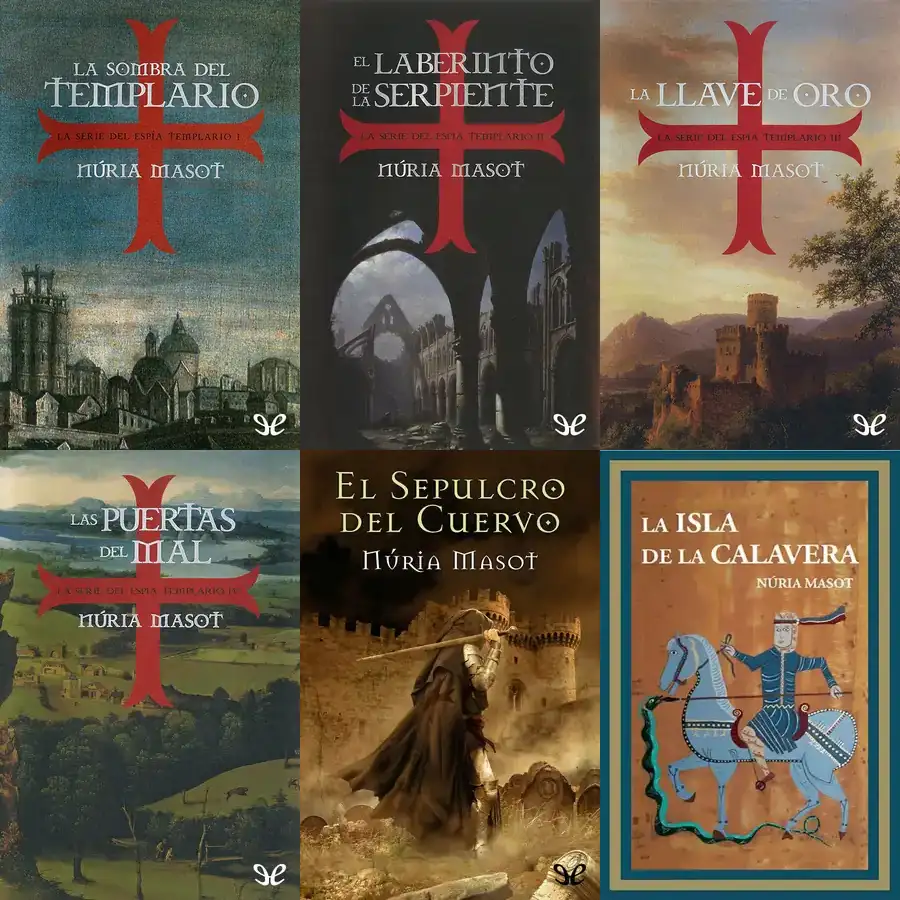 LA SOMBRA DEL
TEMPLARIO
LA SERIE DEL ESPÍA TEMPLARIO I
NÚRIA MASOT
EL LABERINTO
DE LA SERPIENTE
LA SERIE DEL ESPÍA TEMPLARIO II
NÚRIA MASOT
LA LLAVE DE ORO
LA SERIE DEL ESPÍA TEMPLARIO III
NÚRIA MASOT
LAS PUERTAS
DEL MAL
LA SERIE DEL ESPÍA TEMPLARIO IV
NÚRIA MASOT
EL SEPULCRO
DEL CUERVO
NÚRIA MASOT
LA ISLA
DE LA CALAVERA
NÚRIA MASOT